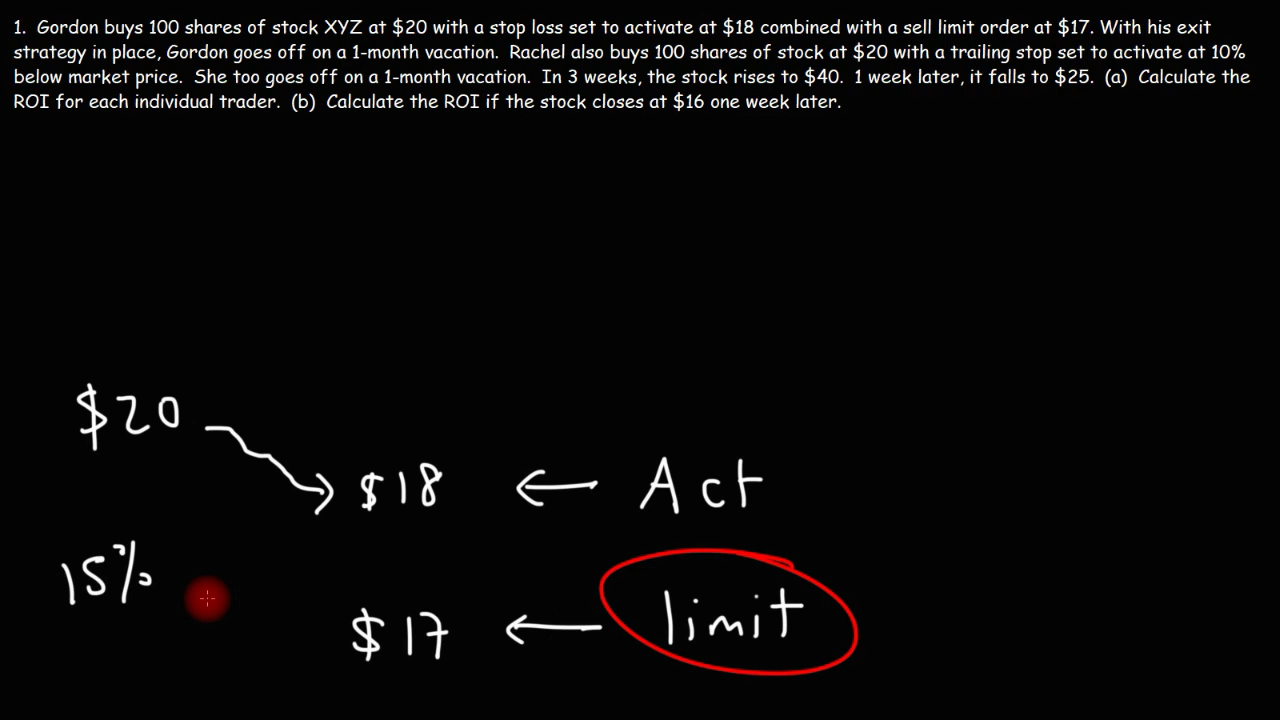 1. Gordon buys 100 shares of stock XYZ at $20 with a stop loss set to activate at $18 combined with a sell limit order at $17. With his exit
strategy in place, Gordon goes off on a 1-month vacation. Rachel also buys 100 shares of stock at $20 with a trailing stop set to activate at 10%
below market price. She too goes off on a 1-month vacation. In 3 weeks, the stock rises to $40. 1 week later, it falls to $25. (a) Calculate the
ROI for each individual trader. (b) Calculate the ROI if the stock closes at $16 one week later.
$20
$18 ← Act
15%
$17 ← limit